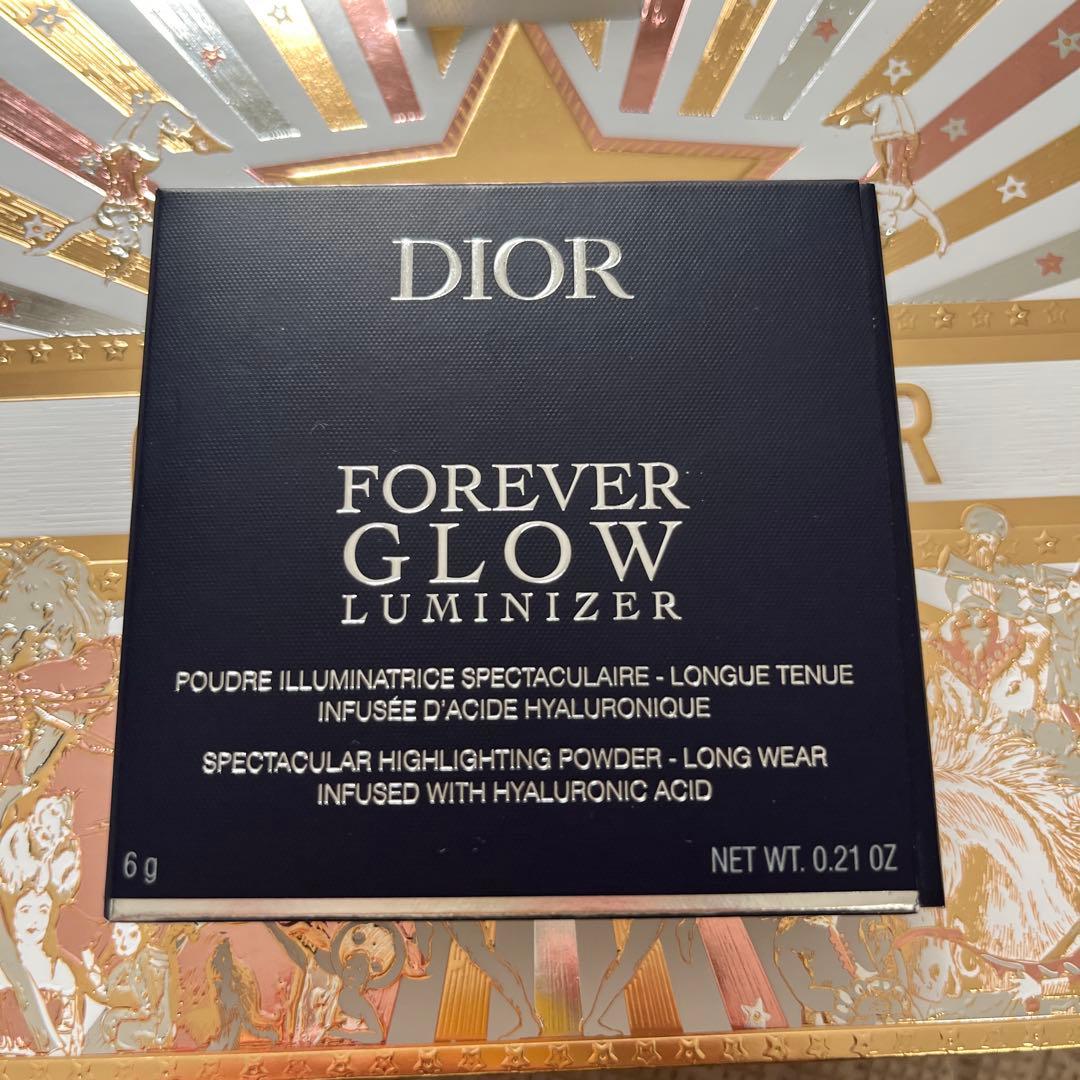 DIOR
FOREVER
GLOW
LUMINIZER
POUDRE ILLUMINATRICE SPECTACULAIRE - LONGUE TENUE
INFUSÉE D'ACIDE HYALURONIQUE
SPECTACULAR HIGHLIGHTING POWDER - LONG WEAR
INFUSED WITH HYALURONIC ACID
6 g
NET WT. 0.21 OZ